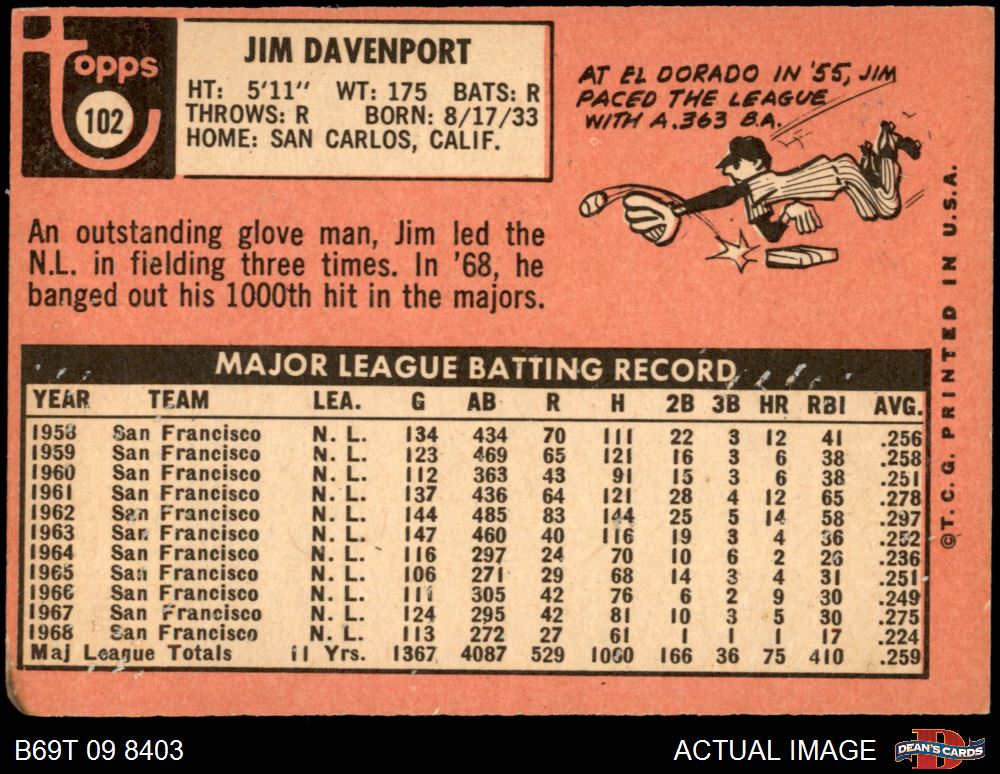 topps
102
JIM DAVENPORT
HT: 5'11" WT: 175 BATS: R
THROWS: R BORN: 8/17/33
HOME: SAN CARLOS, CALIF.
AT EL DORADO IN '55, JIM
PACED THE LEAGUE
WITH A .363 B.A.
An outstanding glove man, Jim led the
N.L. in fielding three times. In '68, he
banged out his 1000th hit in the majors.
MAJOR LEAGUE BATTING RECORD
YEAR TEAM LEA. G AB R H 2B 3B HR RBI AVG.
1958 San Francisco N. L. 134 434 70 111 22 3 12 41 .256
1959 San Francisco N. L. 123 469 65 121 16 3 6 38 .258
1960 San Francisco N. L. 112 363 43 91 15 3 6 38 .251
1961 San Francisco N. L. 137 436 64 121 28 4 12 65 .278
1962 San Francisco N. L. 144 485 83 144 25 5 14 58 .297
1963 San Francisco N. L. 147 460 40 116 19 3 4 36 .252
1964 San Francisco N. L. 116 297 24 70 10 6 2 26 .236
1965 San Francisco N. L. 106 271 29 68 14 3 4 31 .251
1966 San Francisco N. L. 111 305 42 76 6 2 9 30 .249
1967 San Francisco N. L. 124 295 42 81 10 3 5 30 .275
1968 San Francisco N. L. 113 272 27 61 1 1 1 17 .224
Maj League Totals 11 Yrs. 1367 4087 529 1060 166 36 75 410 .259
©T.C.G. PRINTED IN U.S.A.
B69T 09 8403
ACTUAL IMAGE
D
DEAN'S CARDS